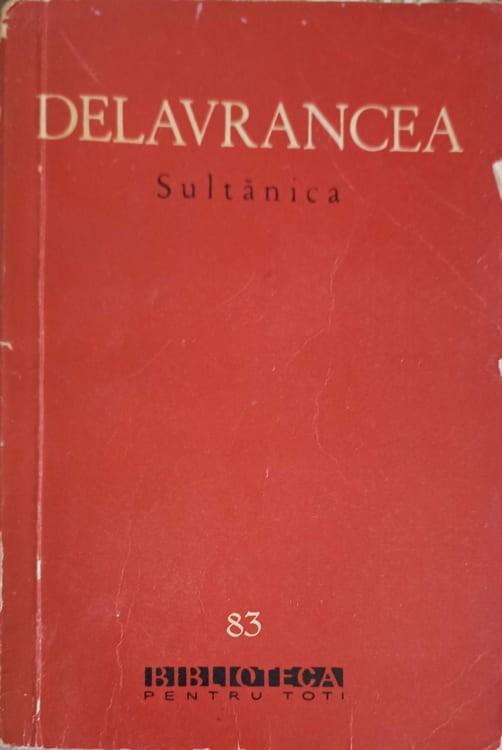 DELAVRANCEA
Sultănica
83
BIBLIOTECA
PENTRU TOTI